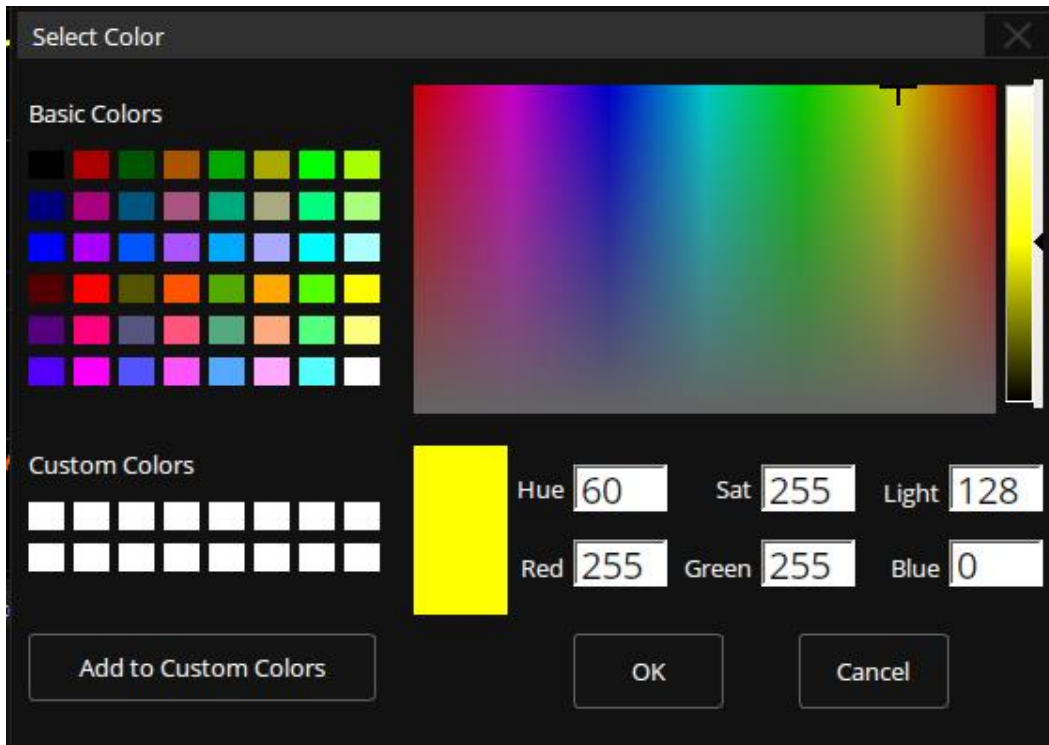 Select Color
Basic Colors
Custom Colors
Hue 60 Sat 255 Light 128
Red 255 Green 255 Blue 0
Add to Custom Colors OK Cancel